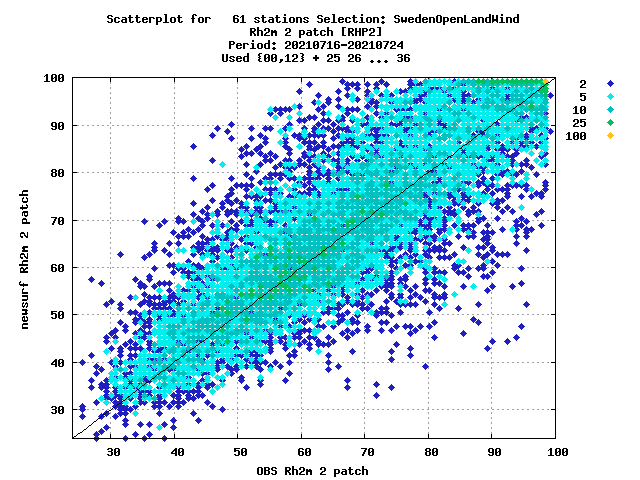 Scatterplot for   61 stations Selection: SwedenOpenLandWind
Rh2m 2 patch [RHP2]
Period: 20210716-20210724
Used {00,12} + 25 26 ... 36
2
5
10
25
100
newsurf Rh2m 2 patch
100
90
80
70
60
50
40
30
30 40 50 60 70 80 90 100
OBS Rh2m 2 patch